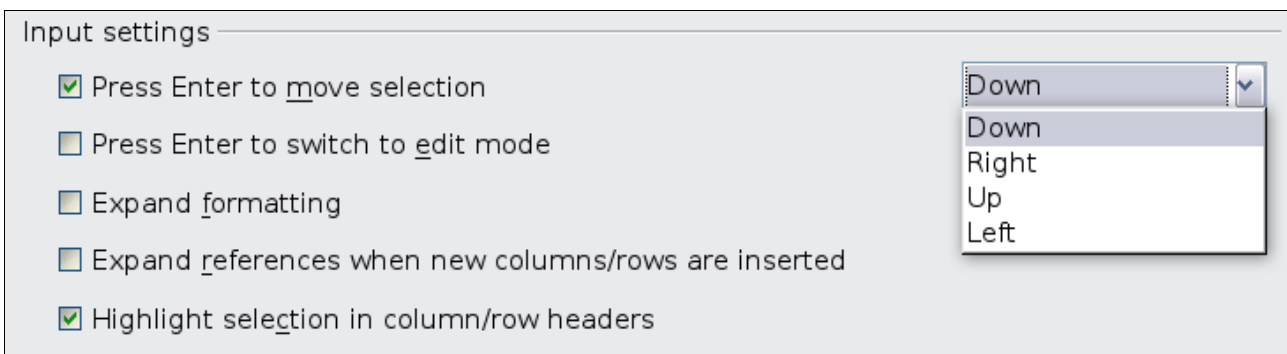 Input settings
Press Enter to move selection
Down
Down
Right
Up
Left
Press Enter to switch to edit mode
Expand formatting
Expand references when new columns/rows are inserted
Highlight selection in column/row headers